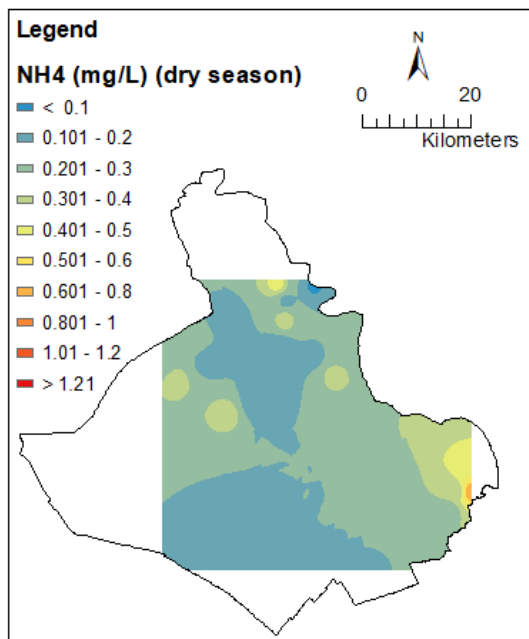 Legend
NH4 (mg/L) (dry season)
< 0.1
0.101 - 0.2
0.201 - 0.3
0.301 - 0.4
0.401 - 0.5
0.501 - 0.6
0.601 - 0.8
0.801 - 1
1.01 - 1.2
> 1.21
N
0 20
Kilometers